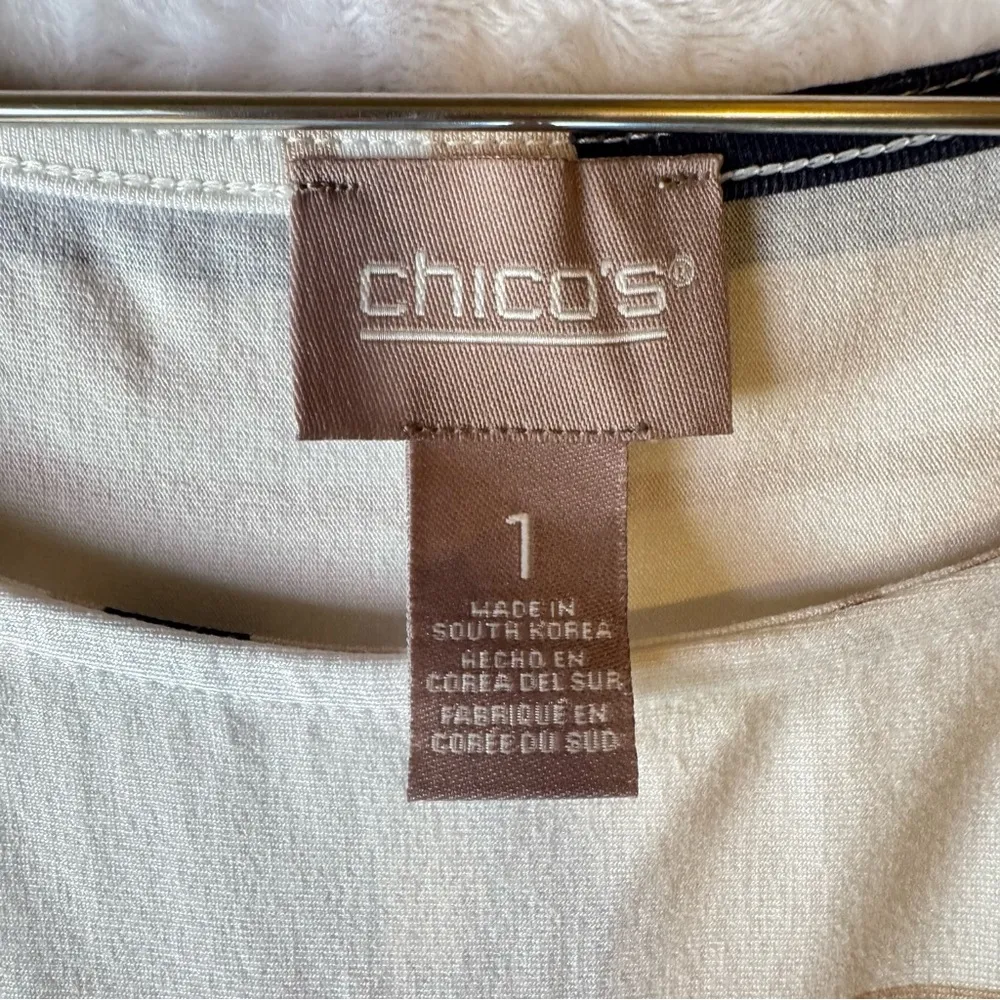 chico's®
1
MADE IN
SOUTH KOREA
HECHO EN
COREA DEL SUR
FABRIQUÉ EN
CORÉE DU SUD